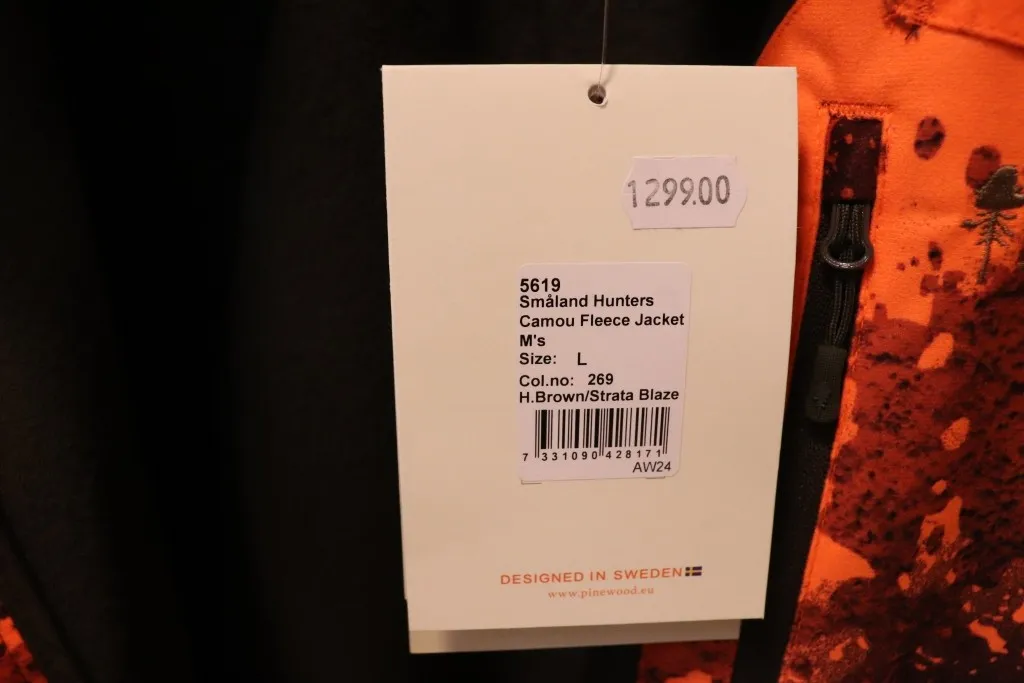 1299.00
5619
Småland Hunters
Camou Fleece Jacket
M's
Size: L
Col.no: 269
H.Brown/Strata Blaze
7 331090 428171
AW24
DESIGNED IN SWEDEN
www.pinewood.eu